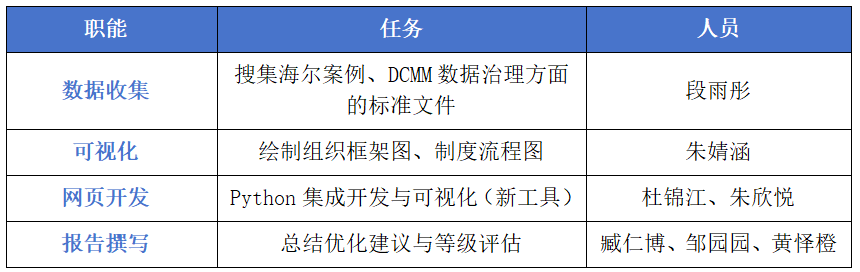 职能 任务 人员
数据收集 搜集海尔案例、DCMM 数据治理方面
的标准文件 段雨彤
可视化 绘制组织框架图、制度流程图 朱婧涵
网页开发 Python 集成开发与可视化（新工具） 杜锦江、朱欣悦
报告撰写 总结优化建议与等级评估 臧仁博、邹园园、黄怿橙